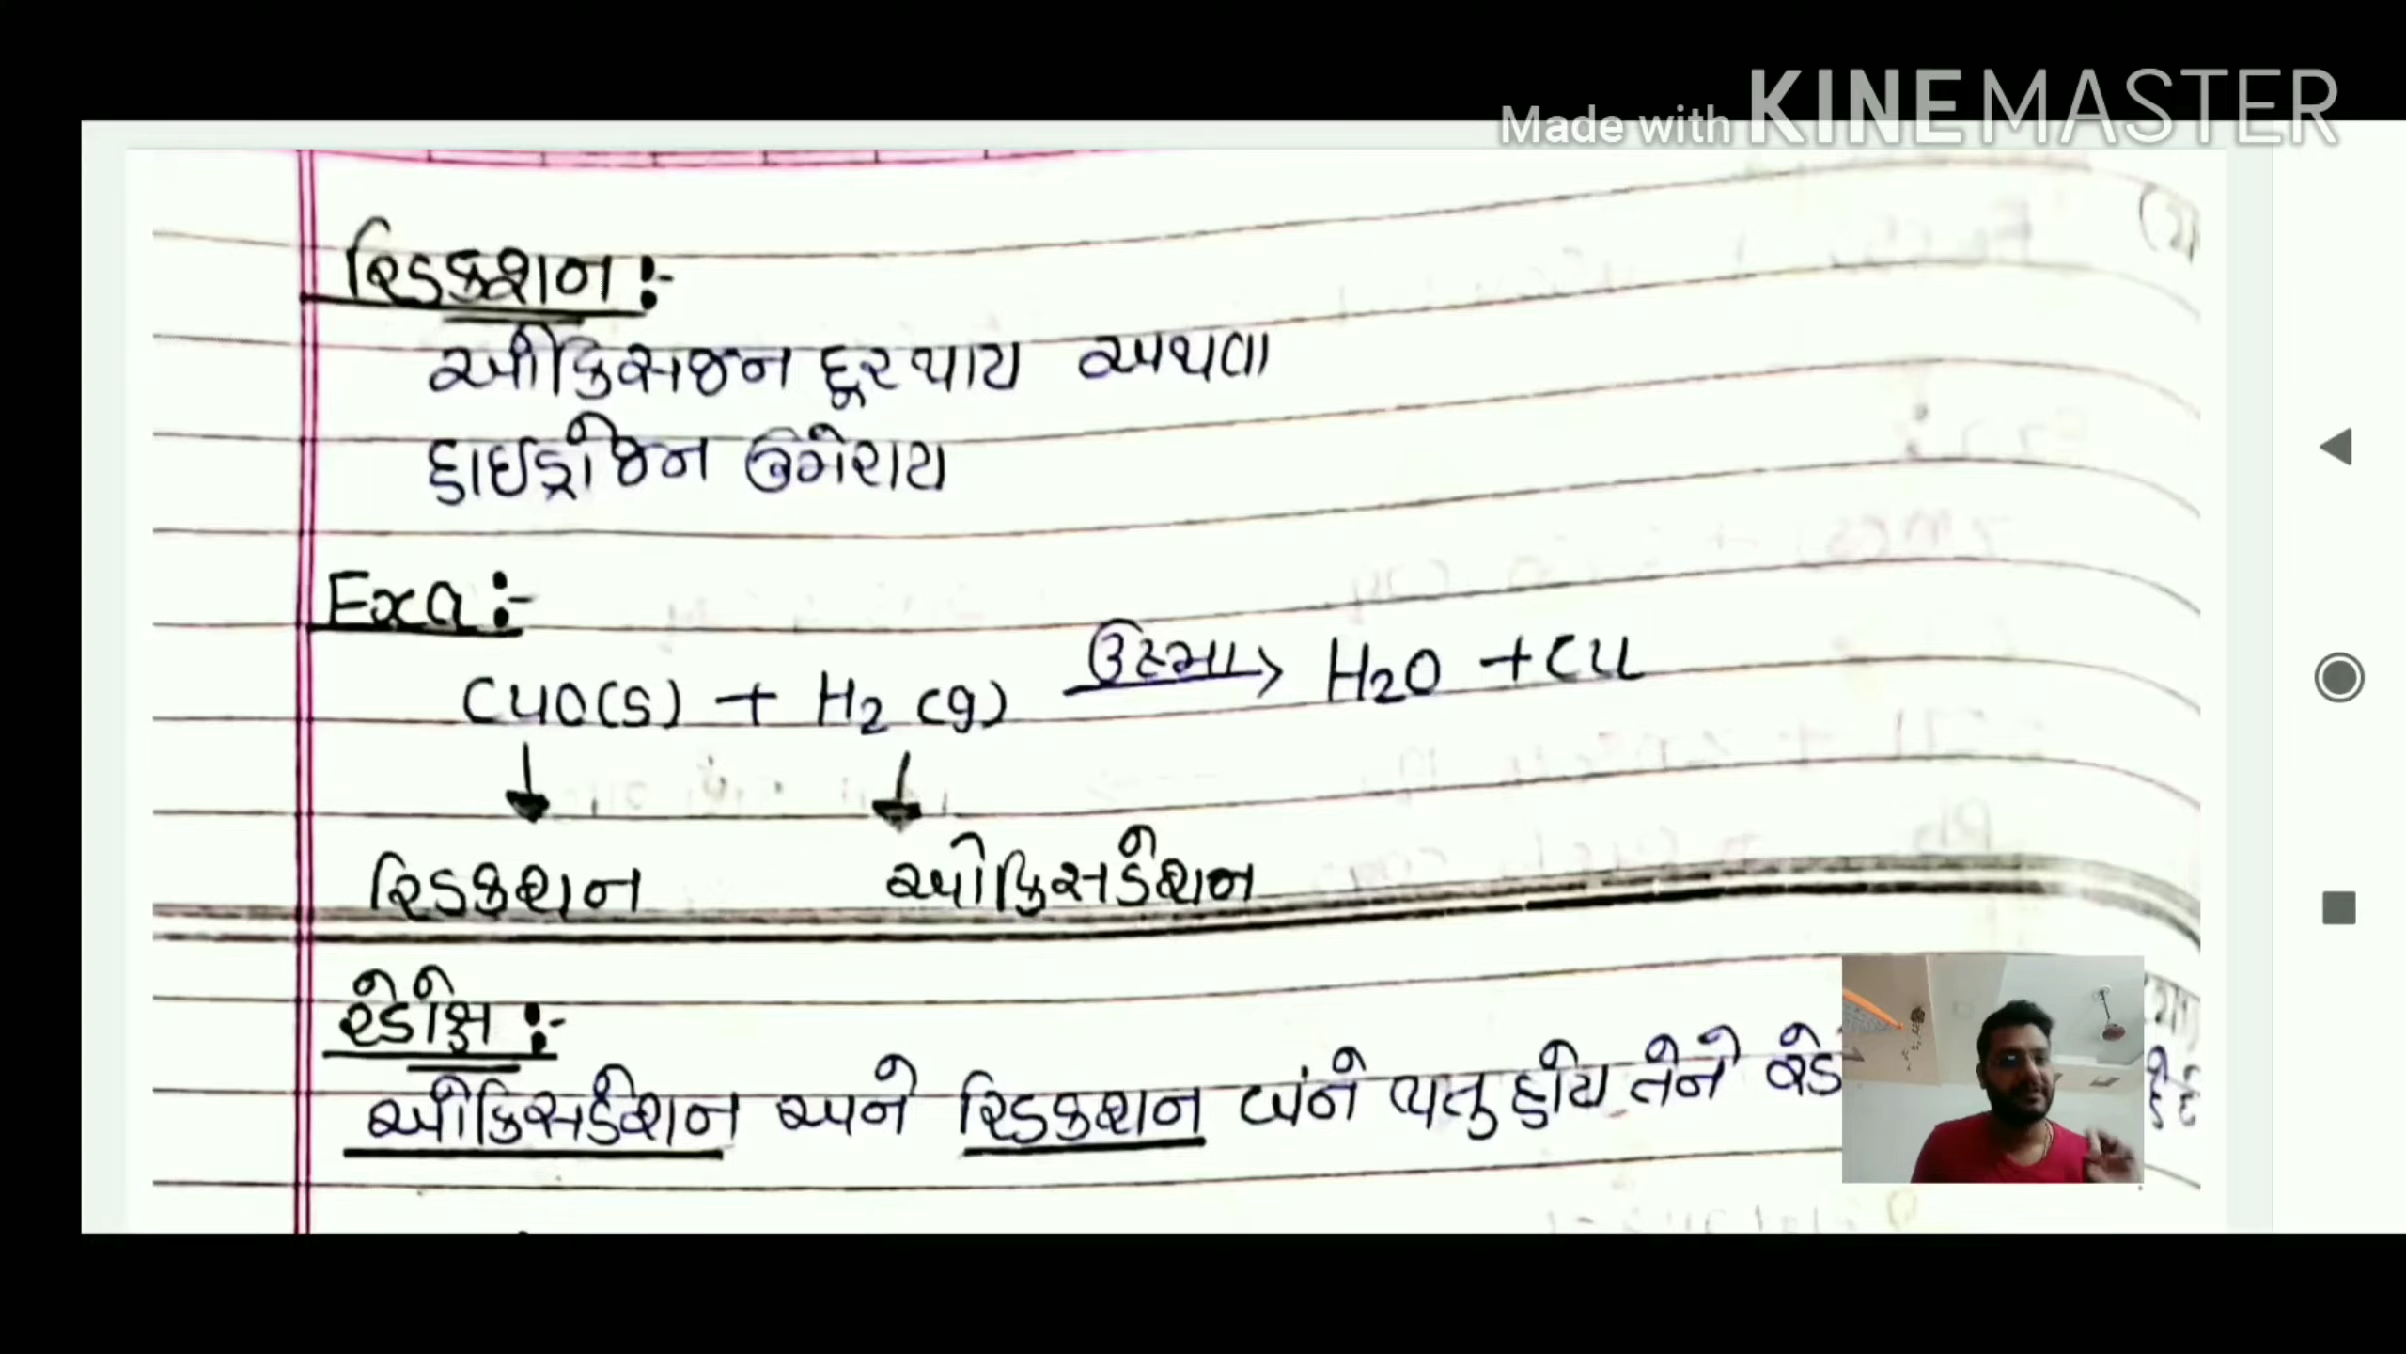 Made with KINEMASTER
રિડક્શન :-
ઓક્સિજન દૂર થાય અથવા
હાઇડ્રોજન ઉમેરાય
Exa :-
CuO(s) + H2 (g) ઉષ્મા→ H2O + Cu
રિડક્શન ઓક્સિડેશન
રેડોક્ષ :-
ઓક્સિડેશન અને રિડક્શન બંને થતુ હોય તેને